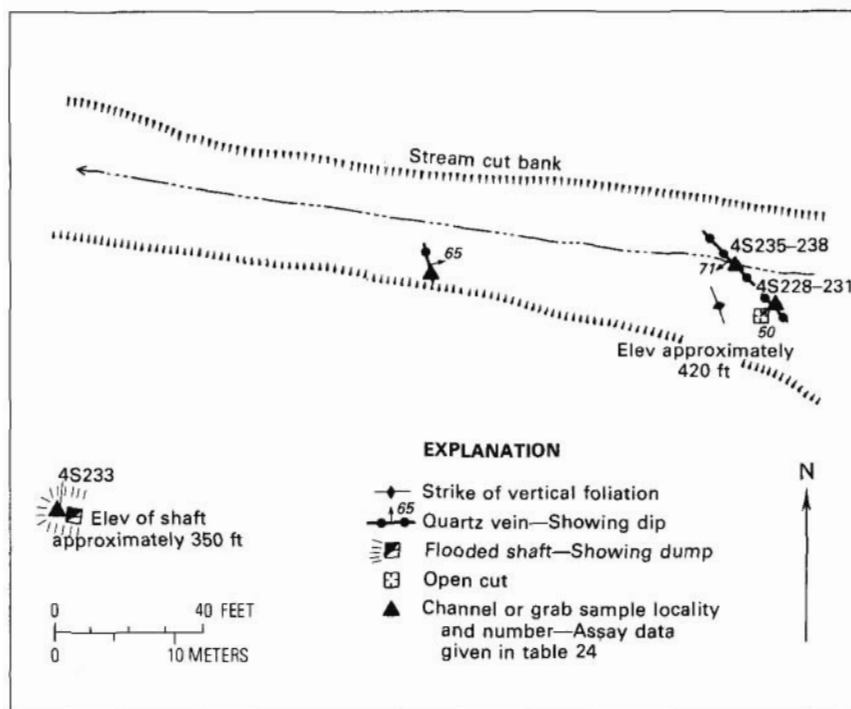 Stream cut bank
65
4S235–238
71
4S228–231
50
Elev approximately
420 ft
4S233
Elev of shaft
approximately 350 ft
0 40 FEET
0 10 METERS
EXPLANATION
Strike of vertical foliation
65
Quartz vein—Showing dip
Flooded shaft—Showing dump
Open cut
Channel or grab sample locality
and number—Assay data
given in table 24
N